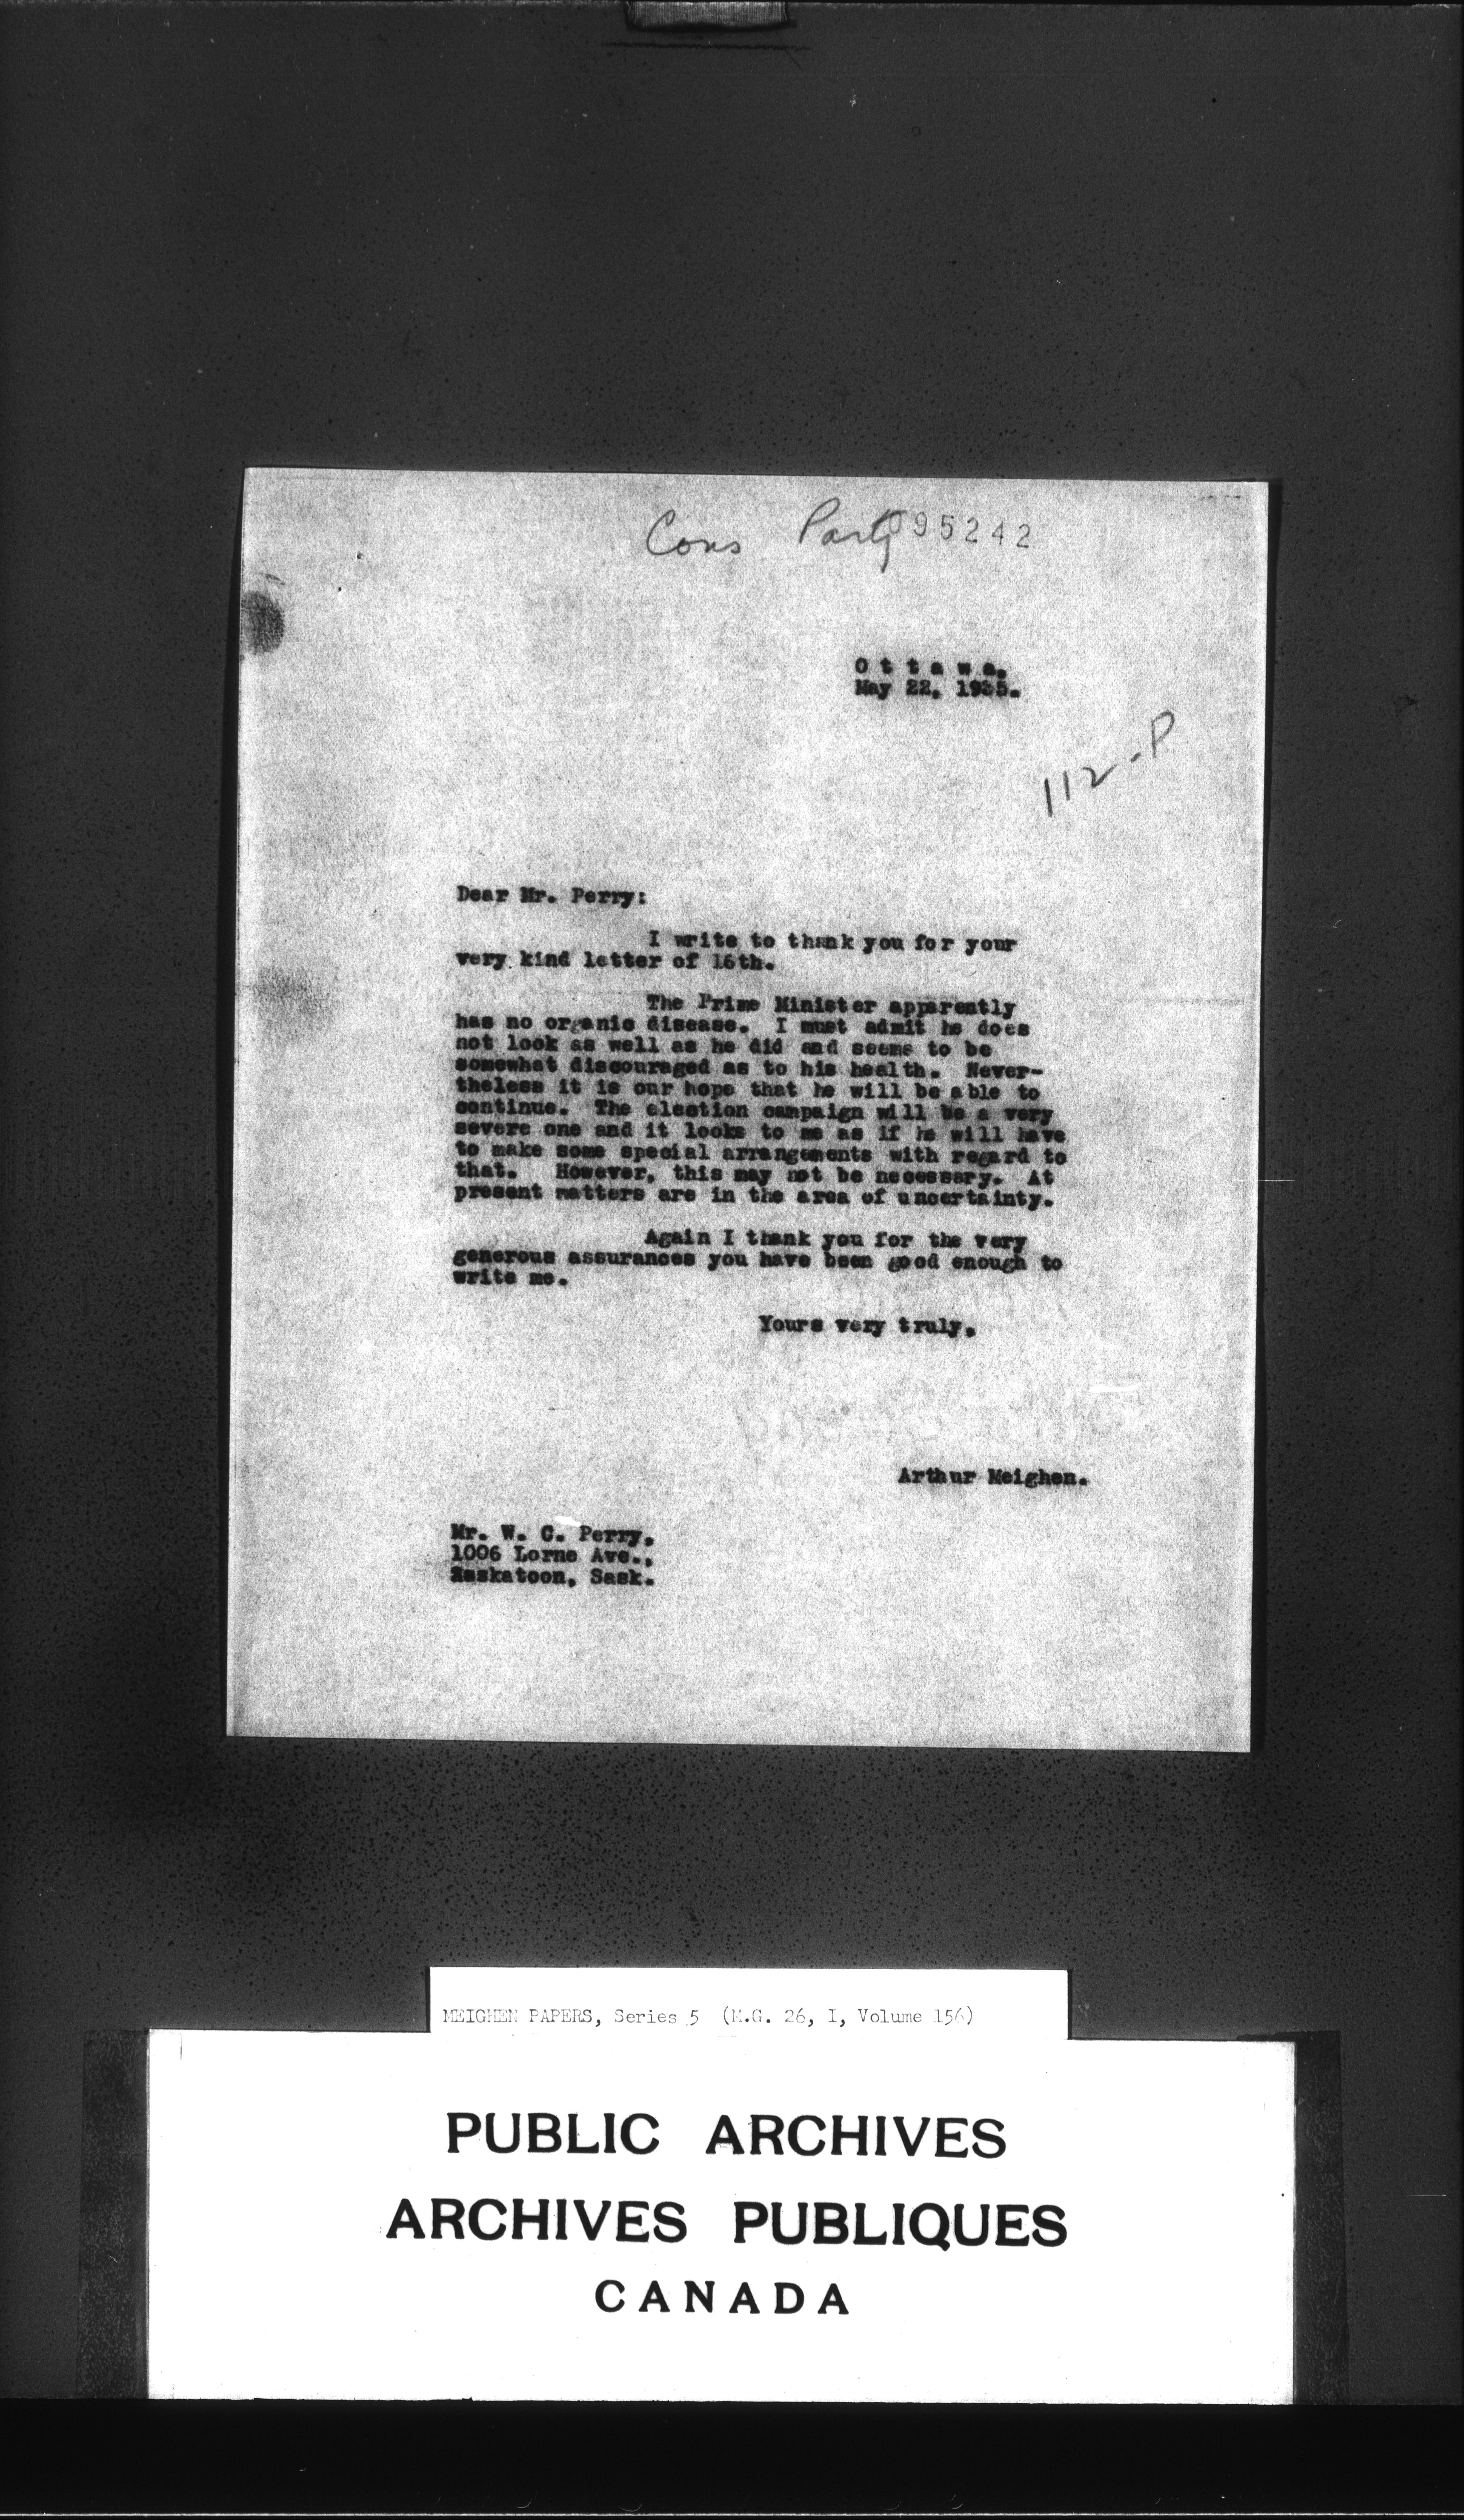 Cons Party 95242
Ottawa,
May 22, 1935.
112-P
Dear Mr. Perry:
I write to thank you for your
very kind letter of 16th.
The Prime Minister apparently
has no organic disease. I must admit he does
not look as well as he did and seems to be
somewhat discouraged as to his health. Never-
theless it is our hope that he will be able to
continue. The election campaign will be a very
severe one and it looks to me as if he will have
to make some special arrangements with regard to
that. However, this may not be necessary. At
present matters are in the area of uncertainty.
Again I thank you for the very
generous assurances you have been good enough to
write me.
Yours very truly,
Arthur Meighen.
Mr. W. C. Perry,
1006 Lorne Ave.,
Saskatoon, Sask.
MEIGHEN PAPERS, Series 5 (M.G. 26, I, Volume 156)
PUBLIC ARCHIVES
ARCHIVES PUBLIQUES
CANADA